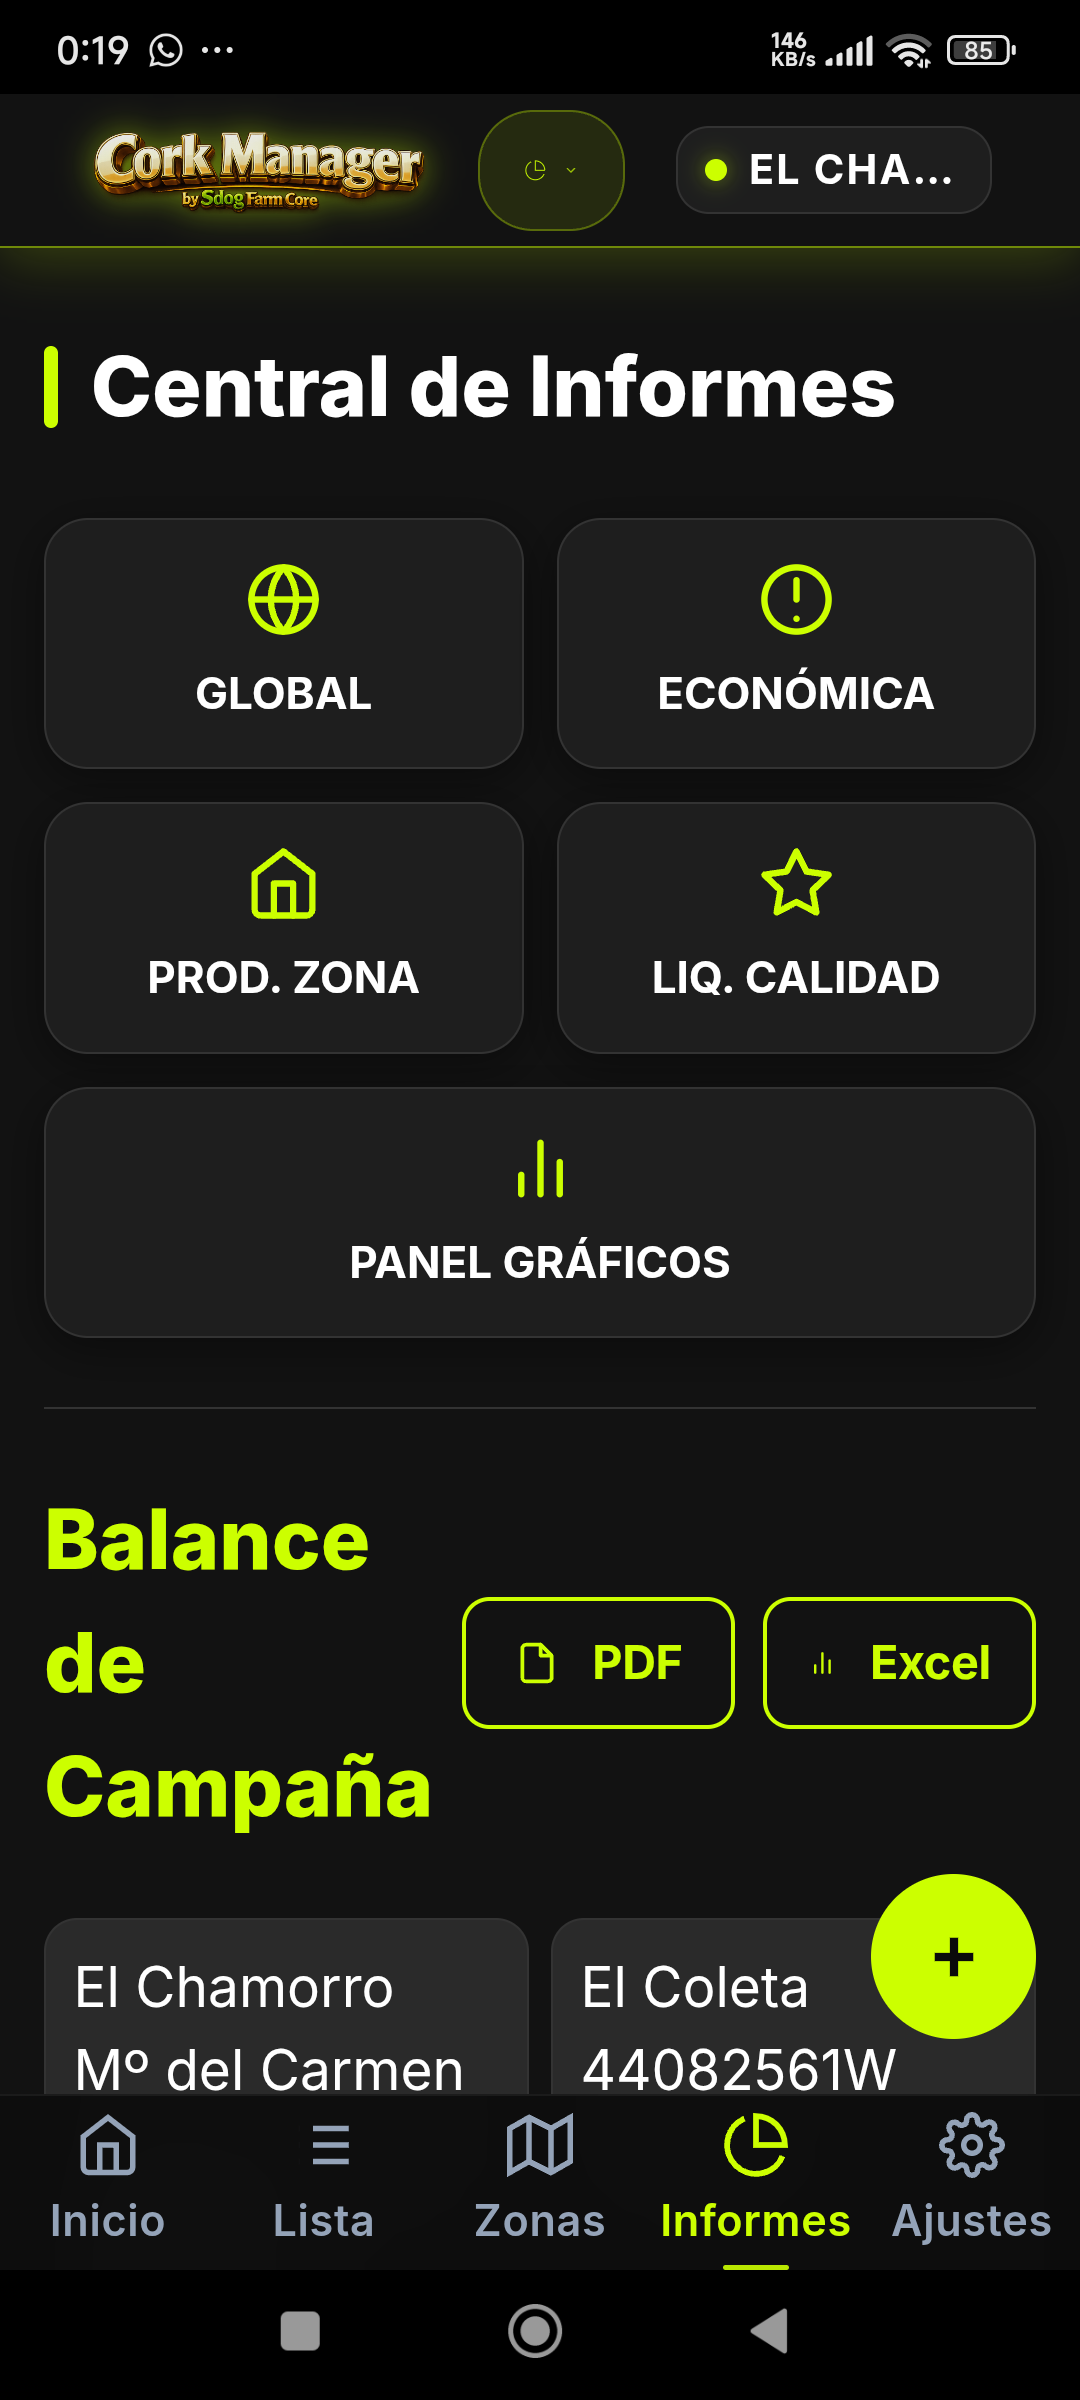 0:19
146
KB/s
85
Cork Manager
by Sdog Farm Core
EL CHA...
Central de Informes
GLOBAL
ECONÓMICA
PROD. ZONA
LIQ. CALIDAD
PANEL GRÁFICOS
Balance
de
Campaña
PDF
Excel
+
El Chamorro
Mº del Carmen
El Coleta
44082561W
Inicio
Lista
Zonas
Informes
Ajustes